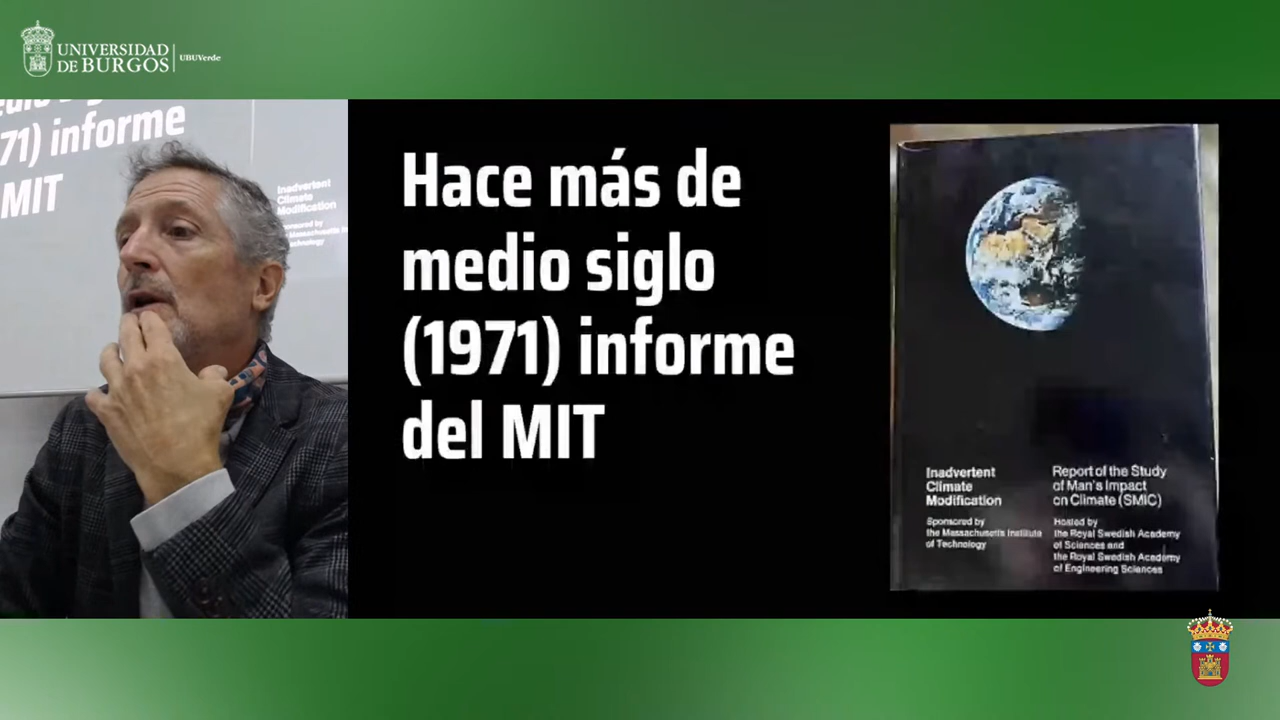 UNIVERSIDAD
DE BURGOS
UBUVerde
71) informe
MIT
Inadvertent
Climate
Modification
Hace más de
medio siglo
(1971) informe
del MIT
Inadvertent
Climate
Modification
Sponsored by
the Massachusetts Institute
of Technology
Report of the Study
of Man's Impact
on Climate (SMIC)
Hosted by
the Royal Swedish Academy
of Sciences and
the Royal Swedish Academy
of Engineering Sciences